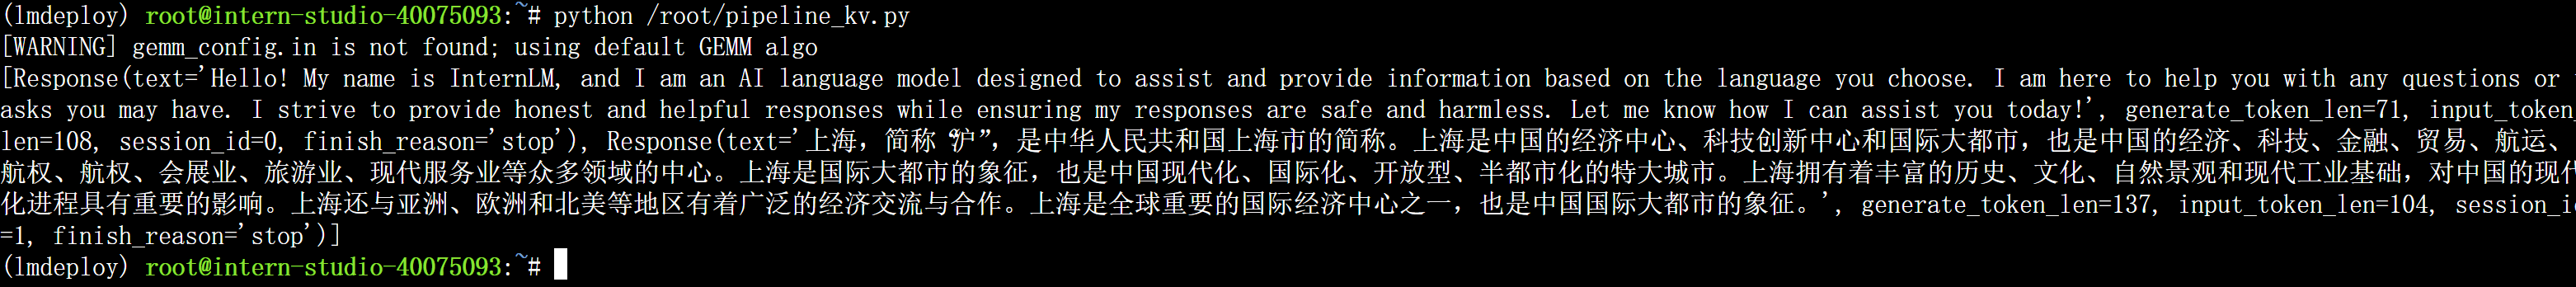 (lmdeploy) root@intern-studio-40075093:~# python /root/pipeline_kv.py
[WARNING] gemm_config.in is not found; using default GEMM algo
[Response(text='Hello! My name is InternLM, and I am an AI language model designed to assist and provide information based on the language you choose. I am here to help you with any questions or
asks you may have. I strive to provide honest and helpful responses while ensuring my responses are safe and harmless. Let me know how I can assist you today!', generate_token_len=71, input_token_
len=108, session_id=0, finish_reason='stop'), Response(text='上海，简称“沪”，是中华人民共和国上海市的简称。上海是中国的经济中心、科技创新中心和国际大都市，也是中国的经济、科技、金融、贸易、航运、
航权、航权、会展业、旅游业、现代服务业等众多领域的中心。上海是国际大都市的象征，也是中国现代化、国际化、开放型、半都市化的特大城市。上海拥有着丰富的历史、文化、自然景观和现代工业基础，对中国的现代
化进程具有重要的影响。上海还与亚洲、欧洲和北美等地区有着广泛的经济交流与合作。上海是全球重要的国际经济中心之一，也是中国国际大都市的象征。', generate_token_len=137, input_token_len=104, session_id
=1, finish_reason='stop')]
(lmdeploy) root@intern-studio-40075093:~#